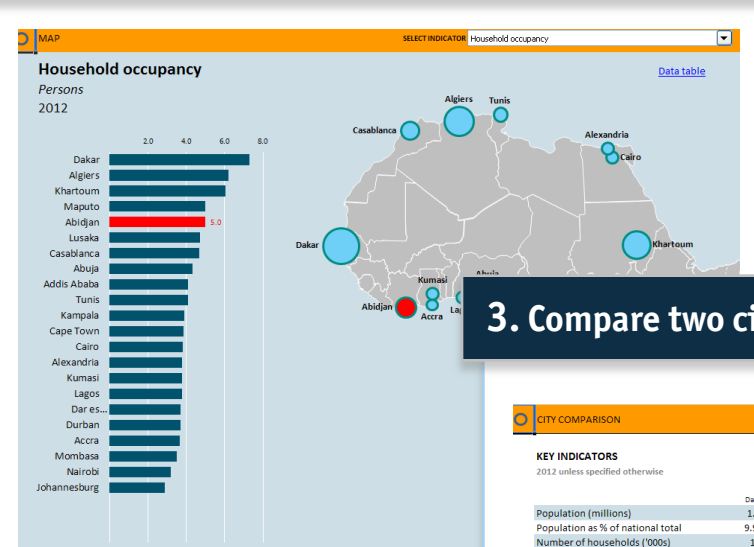 MAP
SELECT INDICATOR Household occupancy
Household occupancy
Persons
2012
Data table
2.0 4.0 6.0 8.0
Dakar
Algiers
Khartoum
Maputo
Abidjan 5.0
Lusaka
Casablanca
Abuja
Addis Ababa
Tunis
Kampala
Cape Town
Cairo
Alexandria
Kumasi
Lagos
Dar es...
Durban
Accra
Mombasa
Nairobi
Johannesburg
Algiers Tunis
Casablanca
Alexandria
Cairo
Dakar
Khartoum
Kumasi Abuja
Abidjan
Accra
3. Compare two
CITY COMPARISON
KEY INDICATORS
2012 unless specified otherwise
Population (millions)
Population as % of national total
Number of households ('000s)